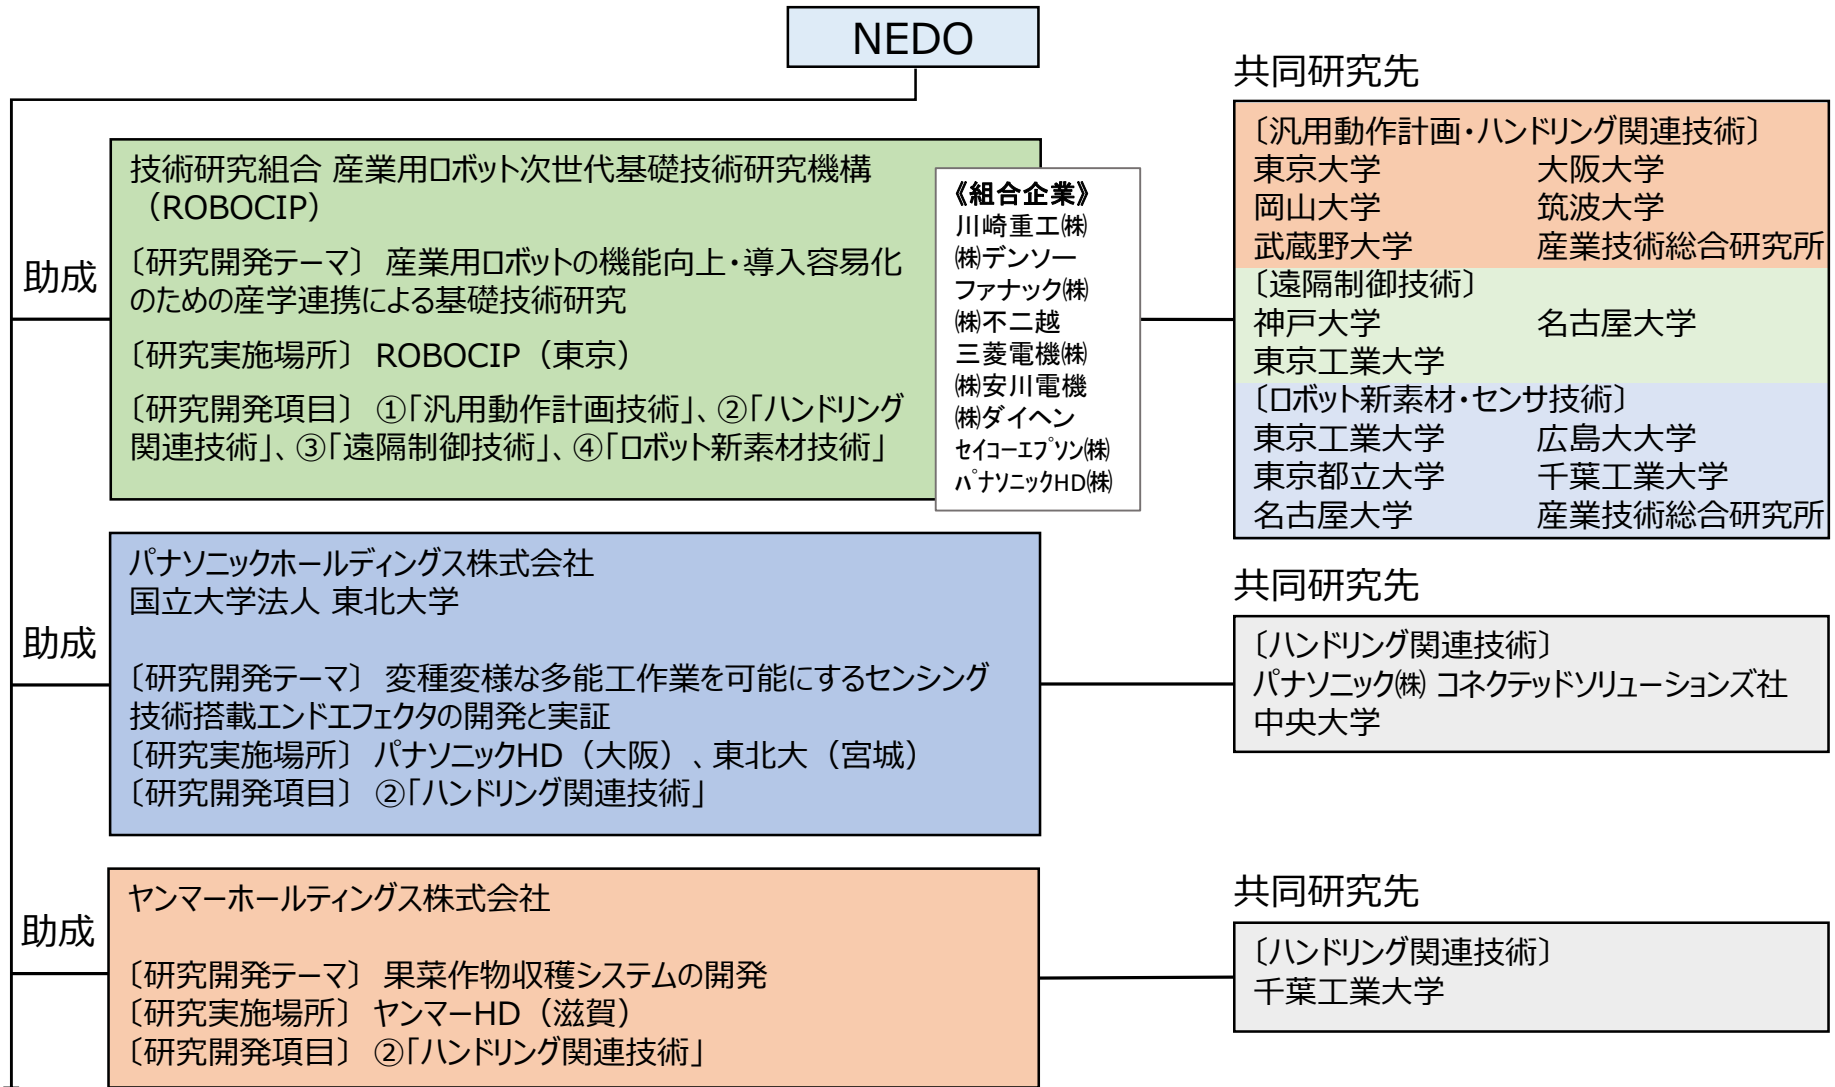 NEDO
助成
技術研究組合 産業用ロボット次世代基礎技術研究機構
（ROBOCIP）
〔研究開発テーマ〕 産業用ロボットの機能向上・導入容易化
のための産学連携による基礎技術研究
〔研究実施場所〕 ROBOCIP（東京）
〔研究開発項目〕 ①「汎用動作計画技術」、②「ハンドリング
関連技術」、③「遠隔制御技術」、④「ロボット新素材技術」
《組合企業》
川崎重工㈱
㈱デンソー
ファナック㈱
㈱不二越
三菱電機㈱
㈱安川電機
㈱ダイヘン
セイコーエプソン㈱
パナソニックHD㈱
共同研究先
〔汎用動作計画・ハンドリング関連技術〕
東京大学 大阪大学
岡山大学 筑波大学
武蔵野大学 産業技術総合研究所
〔遠隔制御技術〕
神戸大学 名古屋大学
東京工業大学
〔ロボット新素材・センサ技術〕
東京工業大学 広島大大学
東京都立大学 千葉工業大学
名古屋大学 産業技術総合研究所
助成
パナソニックホールディングス株式会社
国立大学法人 東北大学
〔研究開発テーマ〕 変種変様な多能工作業を可能にするセンシング
技術搭載エンドエフェクタの開発と実証
〔研究実施場所〕 パナソニックHD（大阪）、東北大（宮城）
〔研究開発項目〕 ②「ハンドリング関連技術」
共同研究先
〔ハンドリング関連技術〕
パナソニック㈱ コネクテッドソリューションズ社
中央大学
助成
ヤンマーホールティングス株式会社
〔研究開発テーマ〕 果菜作物収穫システムの開発
〔研究実施場所〕 ヤンマーHD（滋賀）
〔研究開発項目〕 ②「ハンドリング関連技術」
共同研究先
〔ハンドリング関連技術〕
千葉工業大学